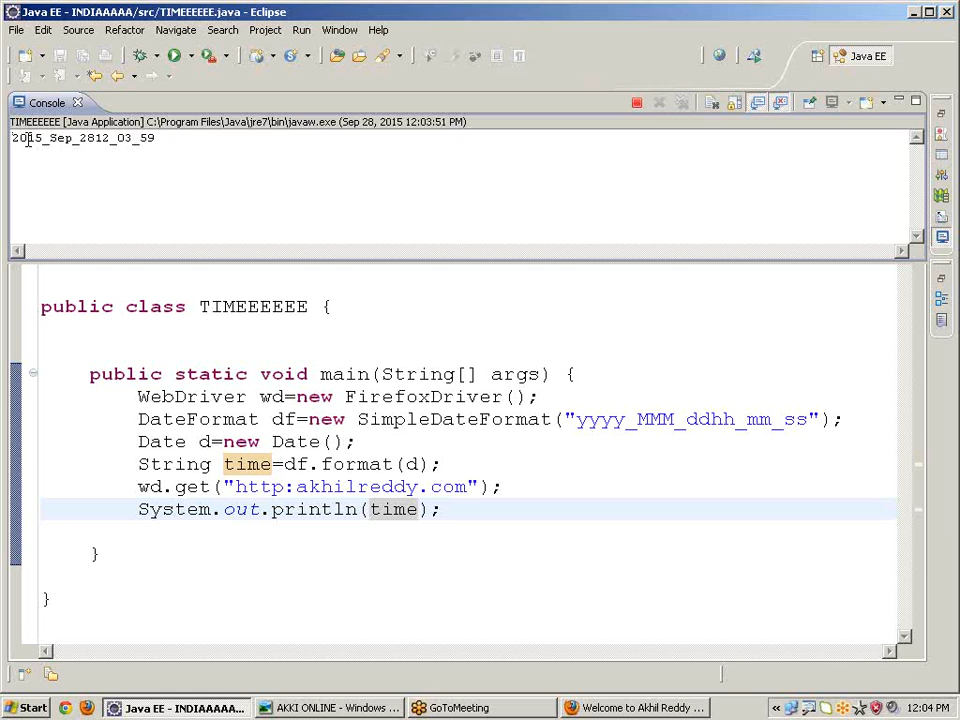 Java EE - INDIAAAAA/src/TIMEEEEEE.java - Eclipse
File Edit Source Refactor Navigate Search Project Run Window Help
Java EE
Console
TIMEEEEEE [Java Application] C:\Program Files\Java\jre7\bin\javaw.exe (Sep 28, 2015 12:03:51 PM)
2015_Sep_2812_03_59
public class TIMEEEEEE {
public static void main(String[] args) {
WebDriver wd=new FirefoxDriver();
DateFormat df=new SimpleDateFormat("yyyy_MMM_ddhh_mm_ss");
Date d=new Date();
String time=df.format(d);
wd.get("http:akhilreddy.com");
System.out.println(time);
}
}
Start Java EE - INDIAAAAA... AKKI ONLINE - Windows ... GoToMeeting Welcome to Akhil Reddy ... « 12:04 PM